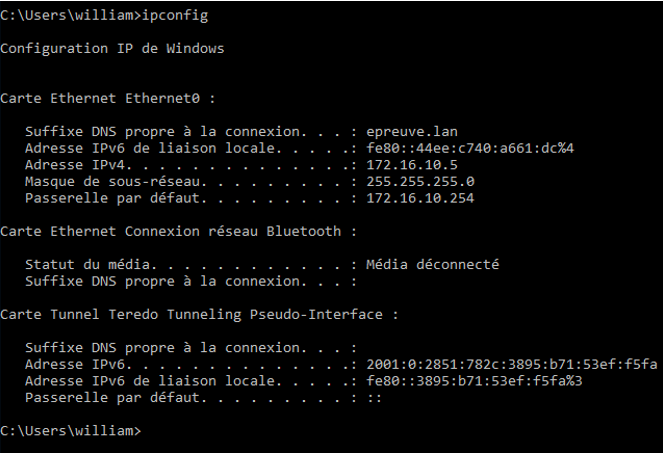 C:\Users\william>ipconfig
Configuration IP de Windows
Carte Ethernet Ethernet0 :
Suffixe DNS propre à la connexion. . . : epreuve.lan
Adresse IPv6 de liaison locale. . . . .: fe80::44ee:c740:a661:dc%4
Adresse IPv4. . . . . . . . . . . . . .: 172.16.10.5
Masque de sous-réseau. . . . . . . . . : 255.255.255.0
Passerelle par défaut. . . . . . . . . : 172.16.10.254
Carte Ethernet Connexion réseau Bluetooth :
Statut du média. . . . . . . . . . . . : Média déconnecté
Suffixe DNS propre à la connexion. . . :
Carte Tunnel Teredo Tunneling Pseudo-Interface :
Suffixe DNS propre à la connexion. . . :
Adresse IPv6. . . . . . . . . . . . . .: 2001:0:2851:782c:3895:b71:53ef:f5fa
Adresse IPv6 de liaison locale. . . . .: fe80::3895:b71:53ef:f5fa%3
Passerelle par défaut. . . . . . . . . : ::
C:\Users\william>